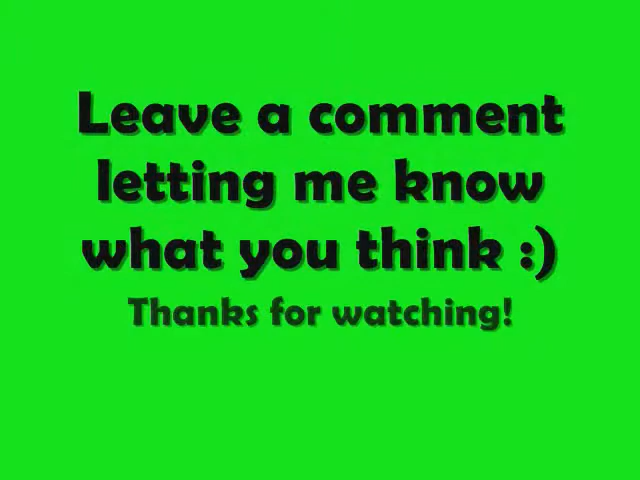 Leave a comment
letting me know
what you think :)
Thanks for watching!